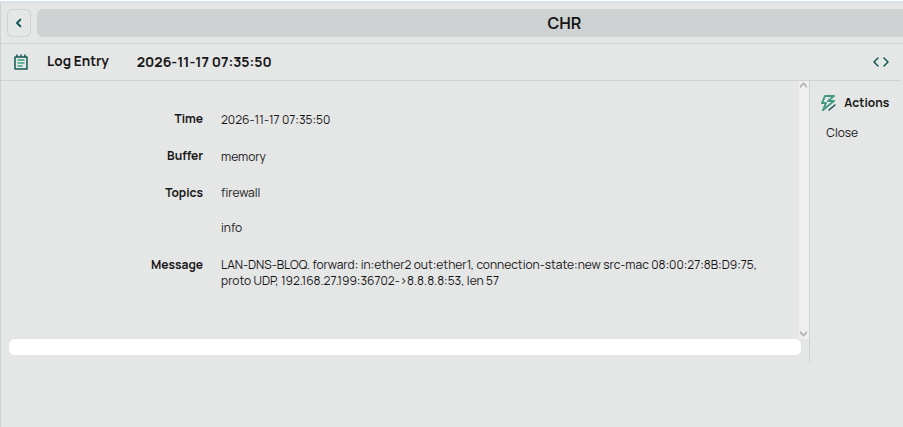 CHR
Log Entry 2026-11-17 07:35:50
Actions
Close
Time 2026-11-17 07:35:50
Buffer memory
Topics firewall
info
Message LAN-DNS-BLOQ. forward: in:ether2 out:ether1, connection-state:new src-mac 08:00:27:8B:D9:75,
proto UDP, 192.168.27.199:36702->8.8.8.8:53, len 57